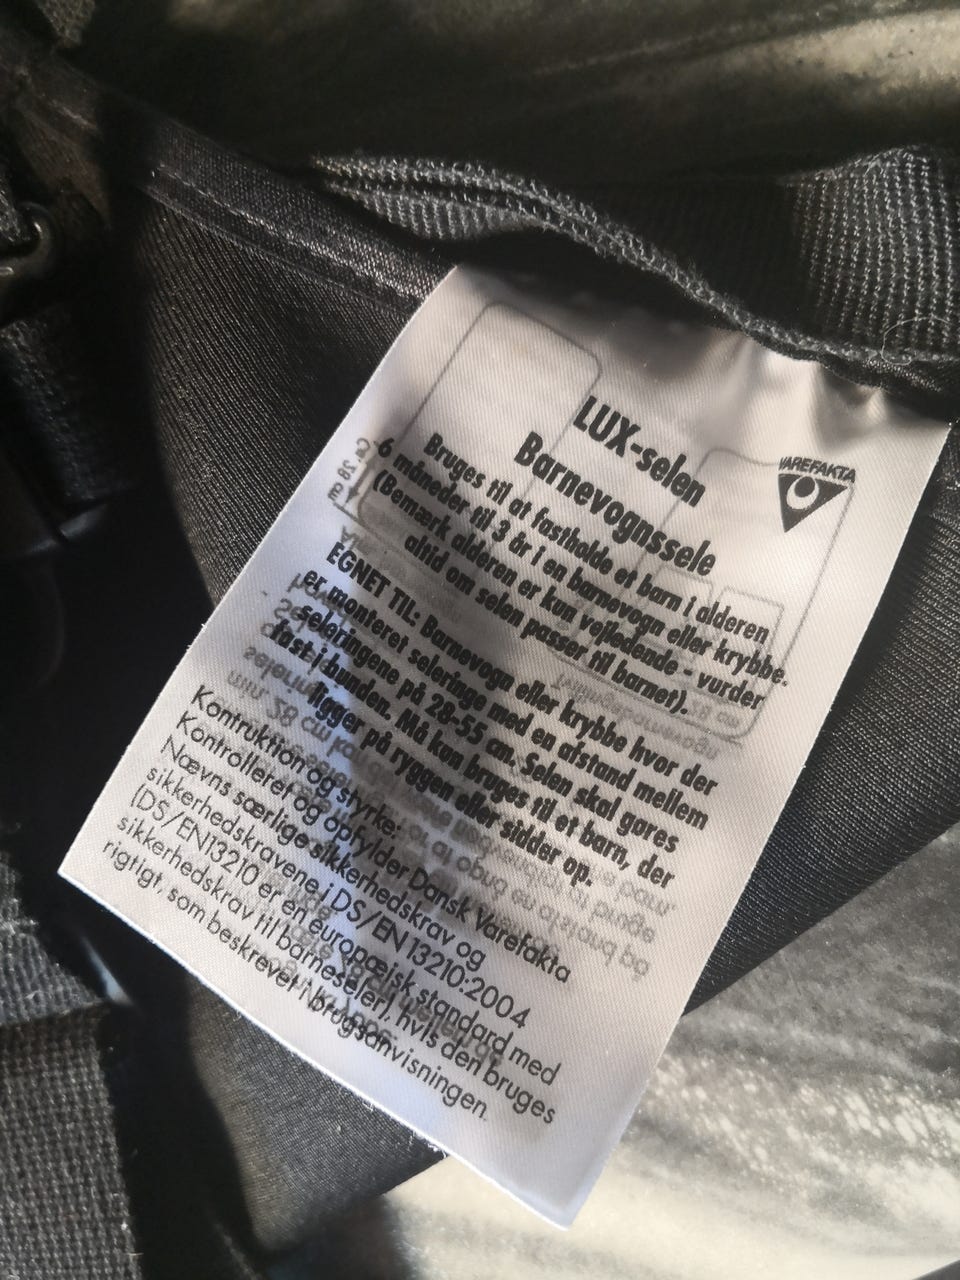 LUX-selen
Barnevognssele
VAREFAKTA
Bruges til at fastholde et barn i alderen
6 måneder til 3 år i en barnevogn eller krybbe.
(Bemærk alderen er kun vejledende - vurder
altid om selen passer til barnet).
EGNET TIL: Barnevogn eller krybbe hvor der
er monteret seleringe med en afstand mellem
seleringene på 28-55 cm. Selen skal gøres
fast i bunden. Må kun bruges til et barn, der
ligger på ryggen eller sidder op.
Kontruktion og styrke:
Kontrolleret og opfylder Dansk Varefakta
Nævns særlige sikkerhedskrav og
sikkerhedskravene i DS/EN13210:2004
(DS/EN13210 er en europæisk standard med
sikkerhedskrav til barneseler), hvis den bruges
rigtigt, som beskrevet i brugsanvisningen.